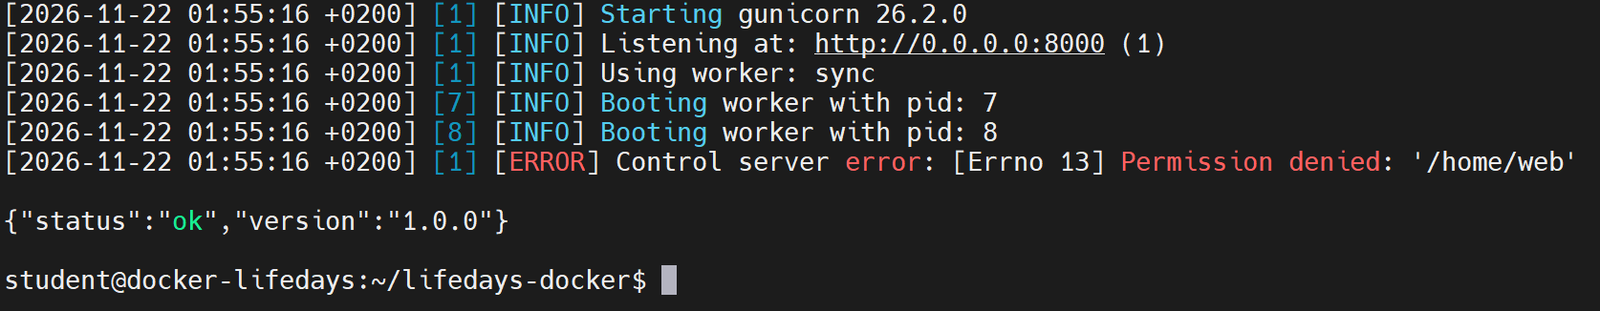 [2026-11-22 01:55:16 +0200] [1] [INFO] Starting gunicorn 26.2.0
[2026-11-22 01:55:16 +0200] [1] [INFO] Listening at: http://0.0.0.0:8000 (1)
[2026-11-22 01:55:16 +0200] [1] [INFO] Using worker: sync
[2026-11-22 01:55:16 +0200] [7] [INFO] Booting worker with pid: 7
[2026-11-22 01:55:16 +0200] [8] [INFO] Booting worker with pid: 8
[2026-11-22 01:55:16 +0200] [1] [ERROR] Control server error: [Errno 13] Permission denied: '/home/web'
{"status":"ok","version":"1.0.0"}
student@docker-lifedays:~/lifedays-docker$